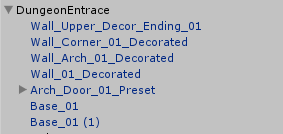 DungeonEntrace
Wall_Upper_Decor_Ending_01
Wall_Corner_01_Decorated
Wall_Arch_01_Decorated
Wall_01_Decorated
Arch_Door_01_Preset
Base_01
Base_01 (1)